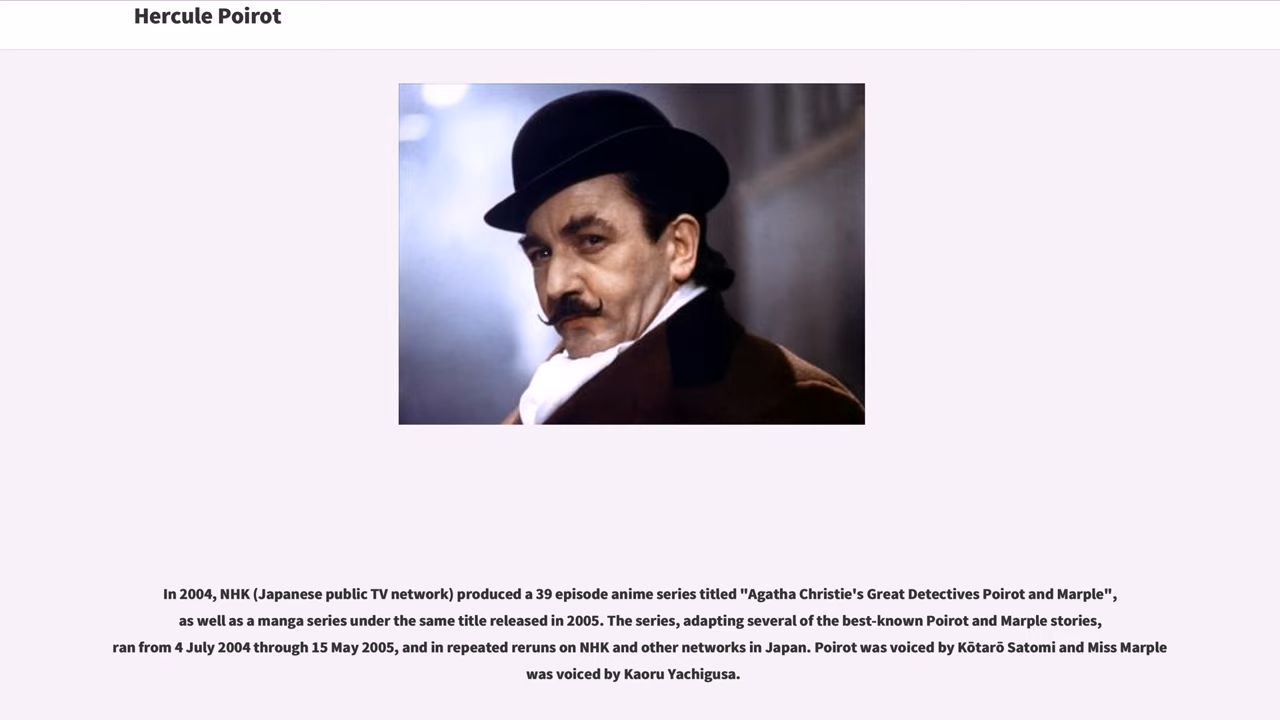 Hercule Poirot
In 2004, NHK (Japanese public TV network) produced a 39 episode anime series titled "Agatha Christie's Great Detectives Poirot and Marple",
as well as a manga series under the same title released in 2005. The series, adapting several of the best-known Poirot and Marple stories,
ran from 4 July 2004 through 15 May 2005, and in repeated reruns on NHK and other networks in Japan. Poirot was voiced by Kōtarō Satomi and Miss Marple
was voiced by Kaoru Yachigusa.